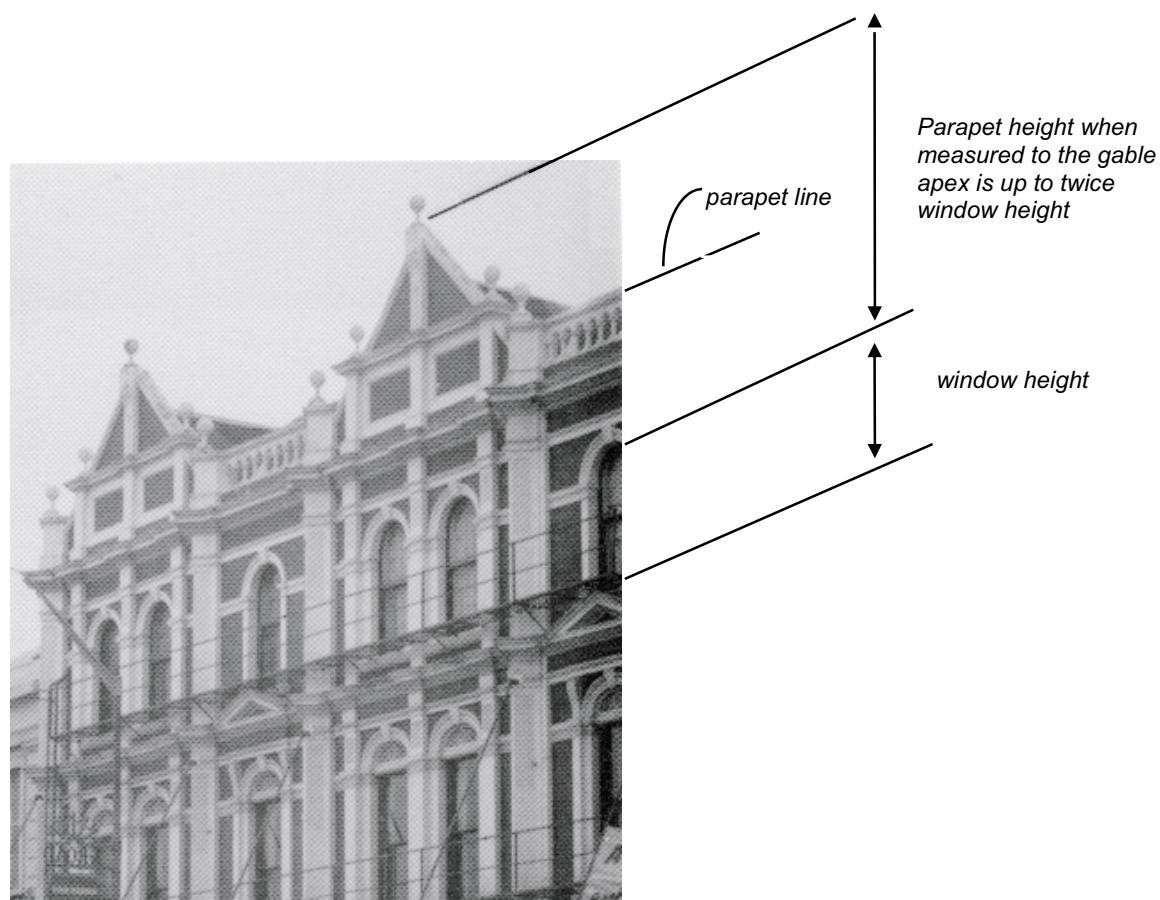 Parapet height when
measured to the gable
apex is up to twice
window height
parapet line
window height